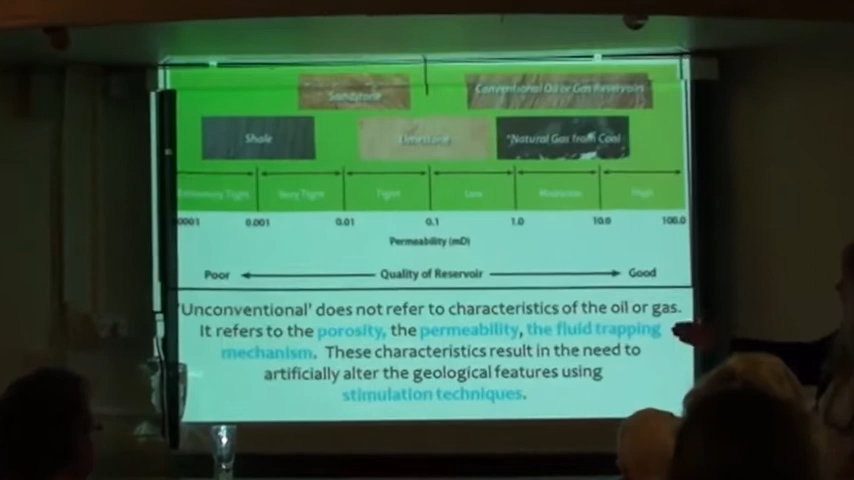 Sandstone
Conventional Oil or Gas Reservoirs
Shale
Limestone
*Natural Gas from Coal
Extremely Tight
Very Tight
Tight
Low
Moderate
High
0001
0.001
0.01
0.1
1.0
10.0
100.0
Permeability (mD)
Poor
Quality of Reservoir
Good
'Unconventional' does not refer to characteristics of the oil or gas.
It refers to the porosity, the permeability, the fluid trapping
mechanism. These characteristics result in the need to
artificially alter the geological features using
stimulation techniques.